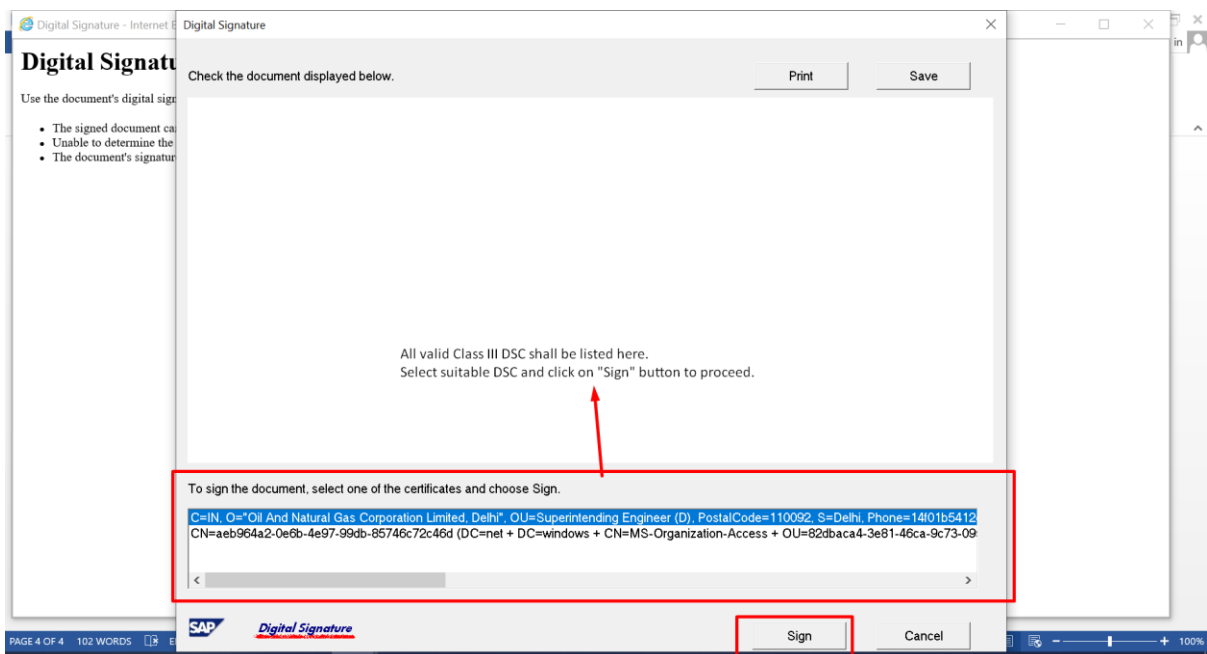 Digital Signature - Internet E
Digital Signature
in
Digital Signatu
Check the document displayed below.
Print
Save
Use the document's digital sign
The signed document ca
Unable to determine the
The document's signatur
All valid Class III DSC shall be listed here.
Select suitable DSC and click on "Sign" button to proceed.
To sign the document, select one of the certificates and choose Sign.
C=IN, O="Oil And Natural Gas Corporation Limited, Delhi", OU=Superintending Engineer (D), PostalCode=110092, S=Delhi, Phone=14f01b5412
CN=aeb964a2-0e6b-4e97-99db-85746c72c46d (DC=net + DC=windows + CN=MS-Organization-Access + OU=82dbaca4-3e81-46ca-9c73-09
SAP
Digital Signature
Sign
Cancel
PAGE 4 OF 4 102 WORDS
100%